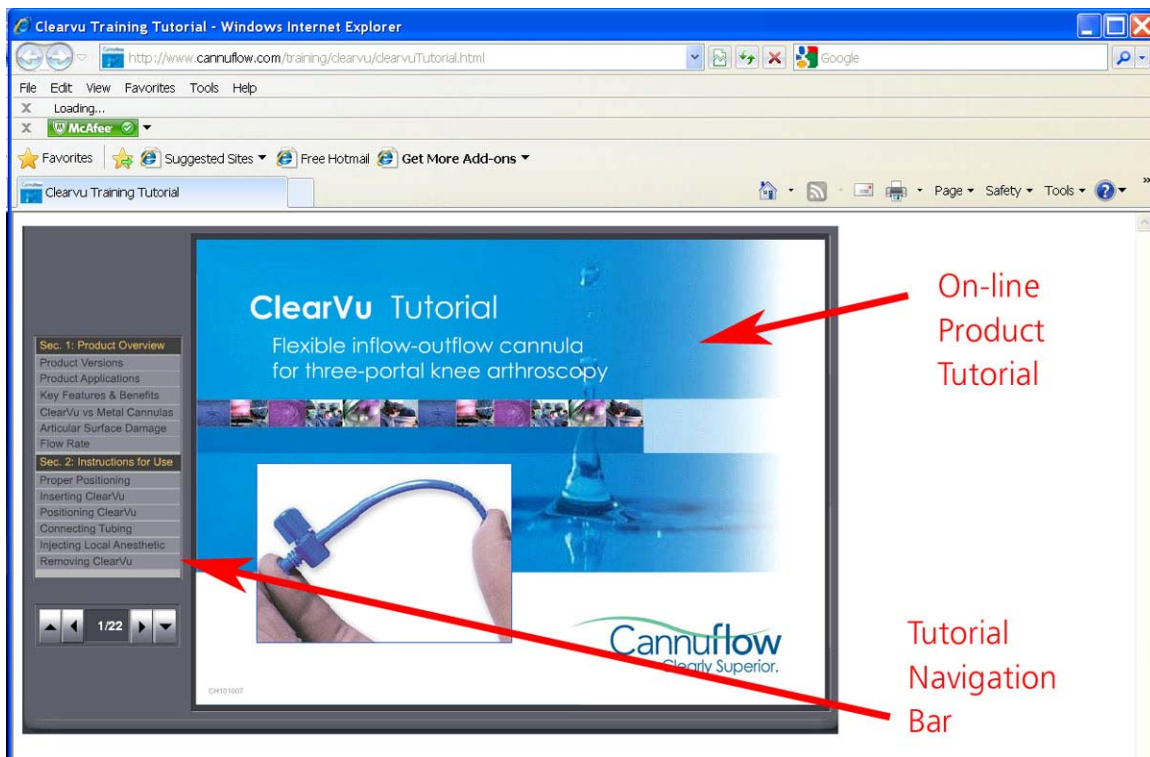 Clearvu Training Tutorial - Windows Internet Explorer
http://www.cannuflow.com/training/clearvu/clearvuTutorial.html
Google
File Edit View Favorites Tools Help
X Loading...
X McAfee
Favorites Suggested Sites Free Hotmail Get More Add-ons
Clearvu Training Tutorial
Page Safety Tools
»
ClearVu Tutorial
Flexible inflow-outflow cannula
for three-portal knee arthroscopy
On-line
Product
Tutorial
Sec. 1: Product Overview
Product Versions
Product Applications
Key Features & Benefits
ClearVu vs Metal Cannulas
Articular Surface Damage
Flow Rate
Sec. 2: Instructions for Use
Proper Positioning
Inserting ClearVu
Positioning ClearVu
Connecting Tubing
Injecting Local Anesthetic
Removing ClearVu
1/22
Cannuflow
Clearly Superior.
CH101007
Tutorial
Navigation
Bar